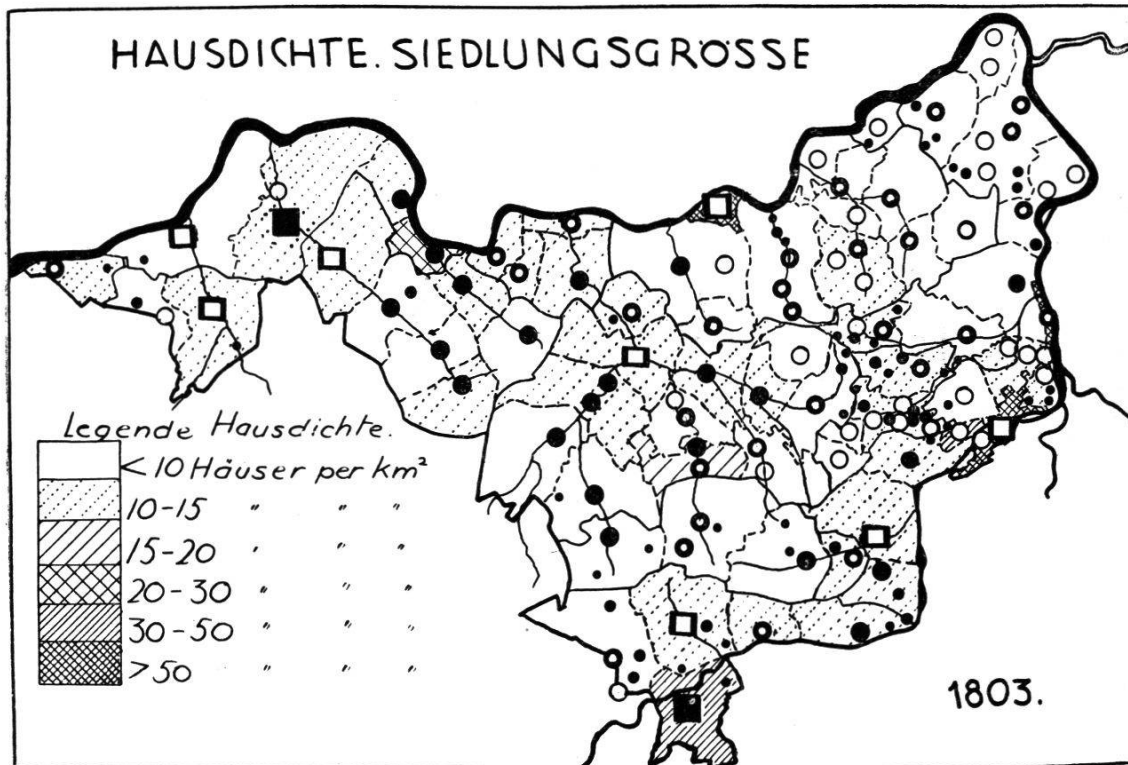 HAUSDICHTE. SIEDLUNGSGRÖSSE
Legende Hausdichte.
<10 Häuser per km²
10-15 " " "
15-20 " " "
20-30 " " "
30-50 " " "
>50 " " "
1803.